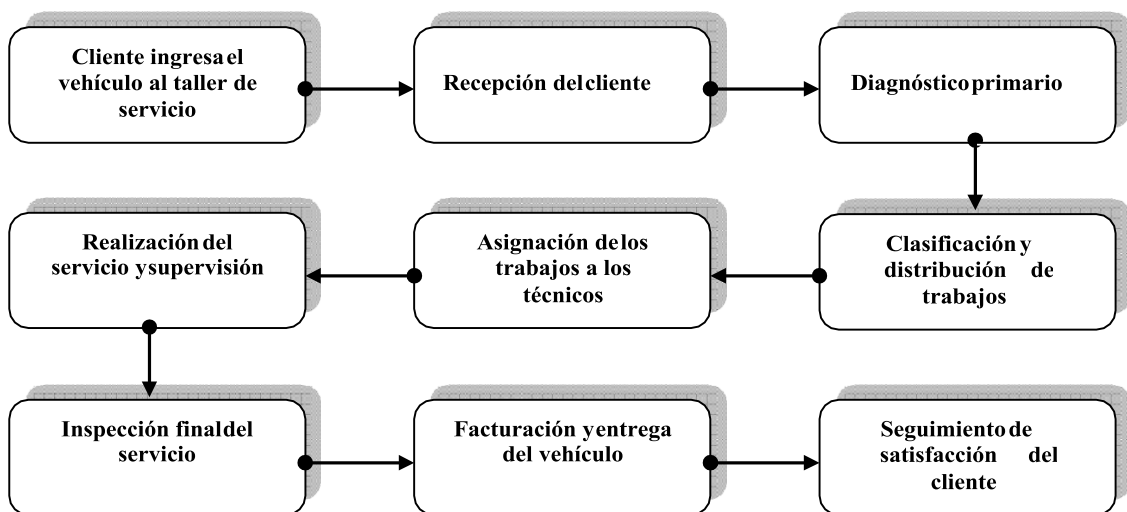 Cliente ingresa el
vehículo al taller de
servicio
Recepción del cliente
Diagnóstico primario
Clasificación y
distribución de
trabajos
Asignación de los
trabajos a los
técnicos
Realización del
servicio y supervisión
Inspección final del
servicio
Facturación y entrega
del vehículo
Seguimiento de
satisfacción del
cliente